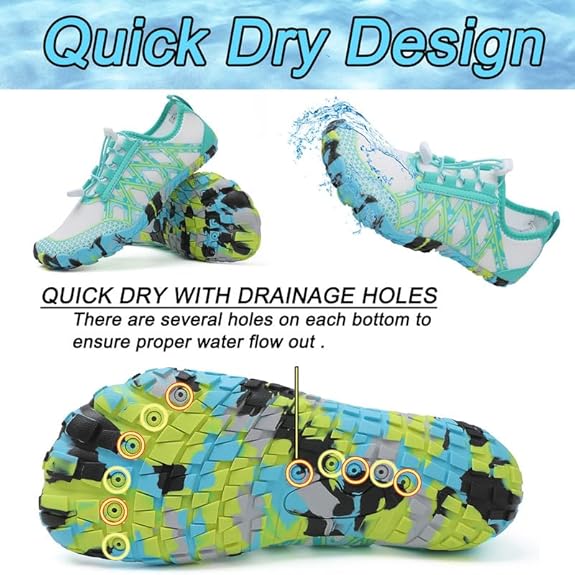 Quick Dry Design
QUICK DRY WITH DRAINAGE HOLES
There are several holes on each bottom to
ensure proper water flow out .